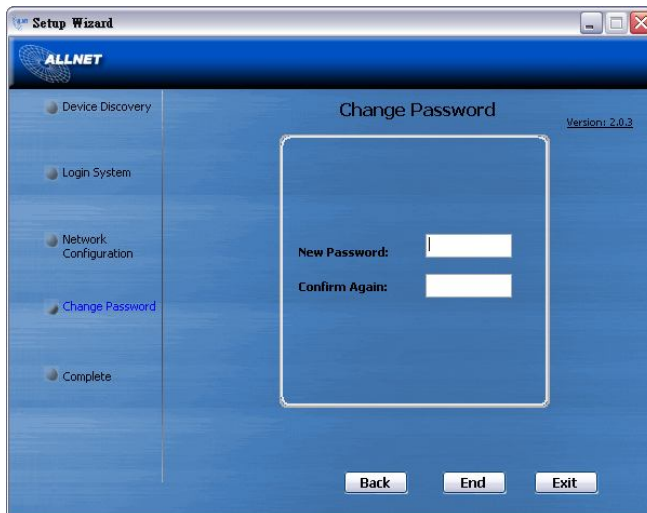 Setup Wizard
ALLNET
Device Discovery
Login System
Network
Configuration
Change Password
Complete
Change Password
Version: 2.0.3
New Password:
Confirm Again:
Back
End
Exit